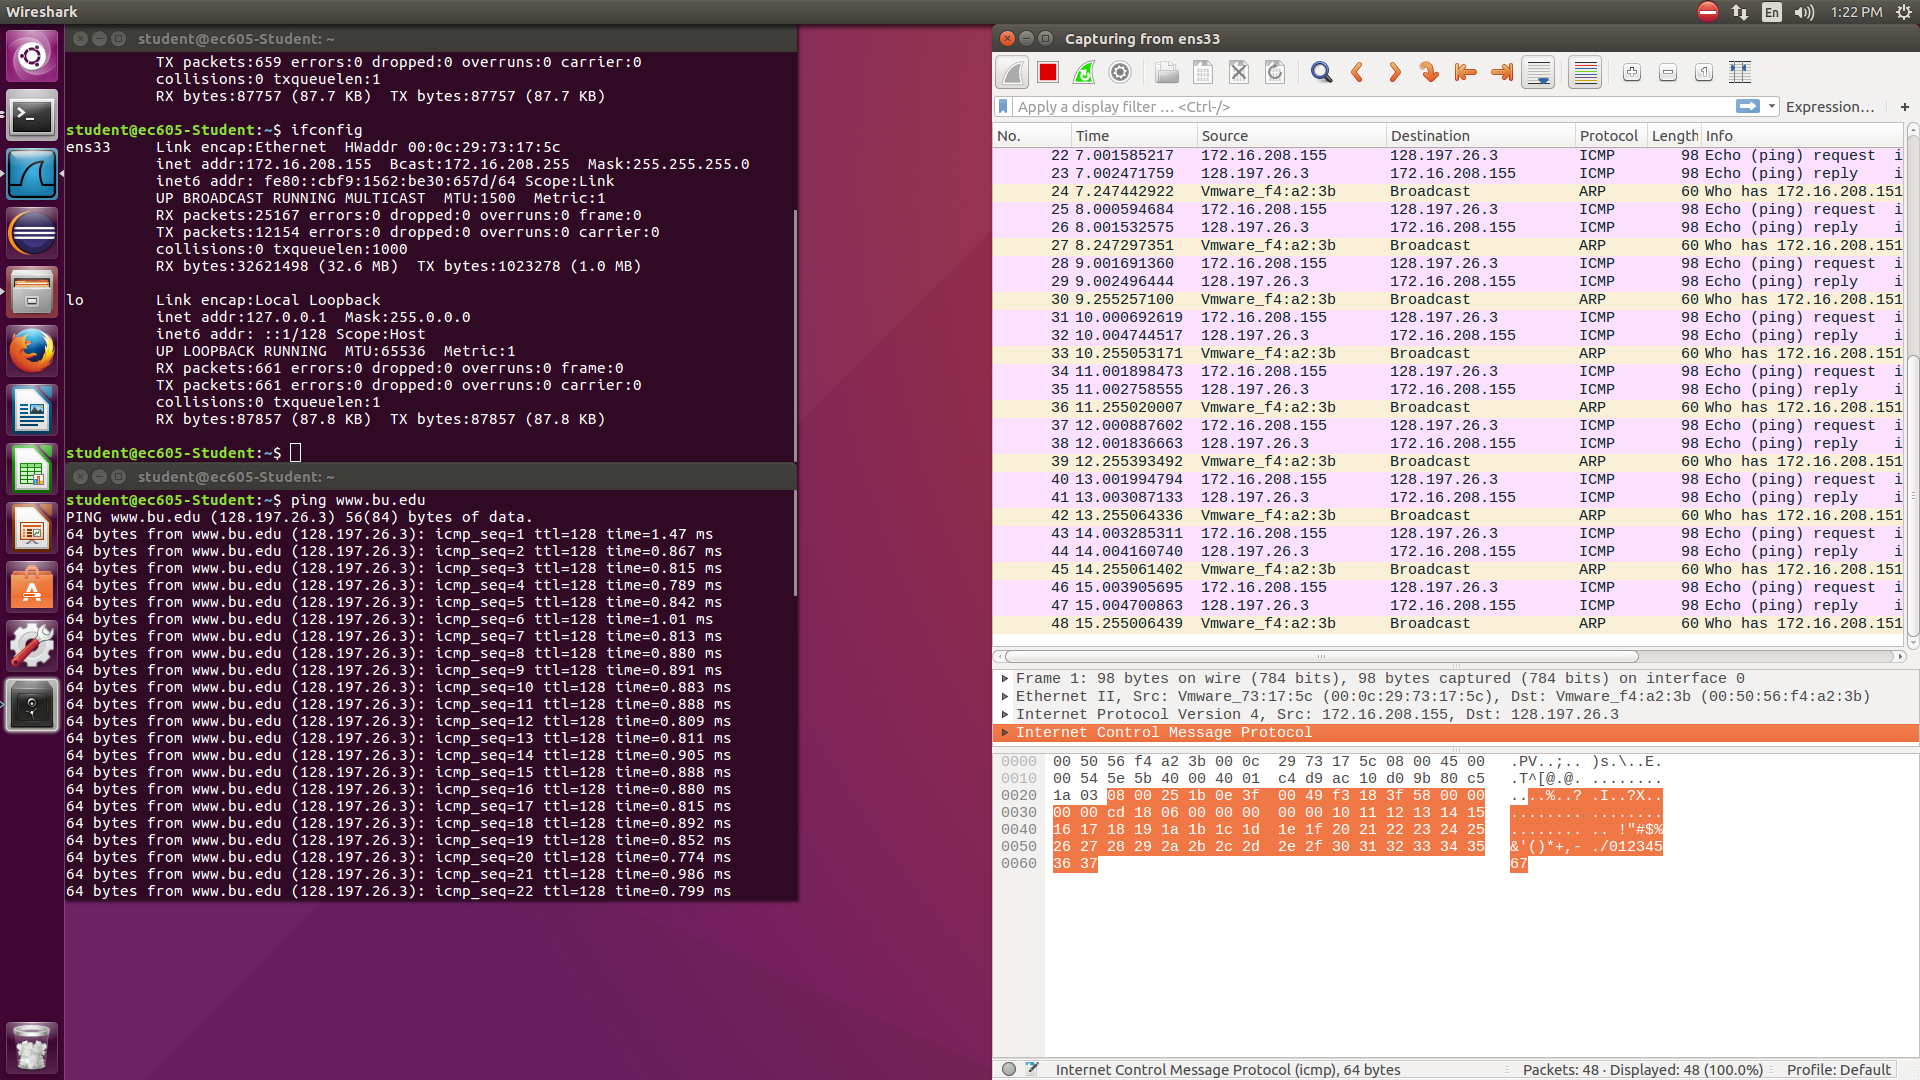 Wireshark
En
1:22 PM
student@ec605-Student: ~
TX packets:659 errors:0 dropped:0 overruns:0 carrier:0
collisions:0 txqueuelen:1
RX bytes:87757 (87.7 KB)  TX bytes:87757 (87.7 KB)
student@ec605-Student:~$ ifconfig
ens33     Link encap:Ethernet  HWaddr 00:0c:29:73:17:5c
inet addr:172.16.208.155  Bcast:172.16.208.255  Mask:255.255.255.0
inet6 addr: fe80::cbf9:1562:be30:657d/64 Scope:Link
UP BROADCAST RUNNING MULTICAST  MTU:1500  Metric:1
RX packets:25167 errors:0 dropped:0 overruns:0 frame:0
TX packets:12154 errors:0 dropped:0 overruns:0 carrier:0
collisions:0 txqueuelen:1000
RX bytes:32621498 (32.6 MB)  TX bytes:1023278 (1.0 MB)
lo        Link encap:Local Loopback
inet addr:127.0.0.1  Mask:255.0.0.0
inet6 addr: ::1/128 Scope:Host
UP LOOPBACK RUNNING  MTU:65536  Metric:1
RX packets:661 errors:0 dropped:0 overruns:0 frame:0
TX packets:661 errors:0 dropped:0 overruns:0 carrier:0
collisions:0 txqueuelen:1
RX bytes:87857 (87.8 KB)  TX bytes:87857 (87.8 KB)
student@ec605-Student:~$
student@ec605-Student: ~
student@ec605-Student:~$ ping www.bu.edu
PING www.bu.edu (128.197.26.3) 56(84) bytes of data.
64 bytes from www.bu.edu (128.197.26.3): icmp_seq=1 ttl=128 time=1.47 ms
64 bytes from www.bu.edu (128.197.26.3): icmp_seq=2 ttl=128 time=0.867 ms
64 bytes from www.bu.edu (128.197.26.3): icmp_seq=3 ttl=128 time=0.815 ms
64 bytes from www.bu.edu (128.197.26.3): icmp_seq=4 ttl=128 time=0.789 ms
64 bytes from www.bu.edu (128.197.26.3): icmp_seq=5 ttl=128 time=0.842 ms
64 bytes from www.bu.edu (128.197.26.3): icmp_seq=6 ttl=128 time=1.01 ms
64 bytes from www.bu.edu (128.197.26.3): icmp_seq=7 ttl=128 time=0.813 ms
64 bytes from www.bu.edu (128.197.26.3): icmp_seq=8 ttl=128 time=0.880 ms
64 bytes from www.bu.edu (128.197.26.3): icmp_seq=9 ttl=128 time=0.891 ms
64 bytes from www.bu.edu (128.197.26.3): icmp_seq=10 ttl=128 time=0.883 ms
64 bytes from www.bu.edu (128.197.26.3): icmp_seq=11 ttl=128 time=0.888 ms
64 bytes from www.bu.edu (128.197.26.3): icmp_seq=12 ttl=128 time=0.809 ms
64 bytes from www.bu.edu (128.197.26.3): icmp_seq=13 ttl=128 time=0.811 ms
64 bytes from www.bu.edu (128.197.26.3): icmp_seq=14 ttl=128 time=0.905 ms
64 bytes from www.bu.edu (128.197.26.3): icmp_seq=15 ttl=128 time=0.888 ms
64 bytes from www.bu.edu (128.197.26.3): icmp_seq=16 ttl=128 time=0.880 ms
64 bytes from www.bu.edu (128.197.26.3): icmp_seq=17 ttl=128 time=0.815 ms
64 bytes from www.bu.edu (128.197.26.3): icmp_seq=18 ttl=128 time=0.892 ms
64 bytes from www.bu.edu (128.197.26.3): icmp_seq=19 ttl=128 time=0.852 ms
64 bytes from www.bu.edu (128.197.26.3): icmp_seq=20 ttl=128 time=0.774 ms
64 bytes from www.bu.edu (128.197.26.3): icmp_seq=21 ttl=128 time=0.986 ms
64 bytes from www.bu.edu (128.197.26.3): icmp_seq=22 ttl=128 time=0.799 ms
Capturing from ens33
Apply a display filter ... <Ctrl-/>
Expression... +
No. Time Source Destination Protocol Length Info
22 7.001585217 172.16.208.155 128.197.26.3 ICMP 98 Echo (ping) request i
23 7.002471759 128.197.26.3 172.16.208.155 ICMP 98 Echo (ping) reply i
24 7.247442922 Vmware_f4:a2:3b Broadcast ARP 60 Who has 172.16.208.151
25 8.000594684 172.16.208.155 128.197.26.3 ICMP 98 Echo (ping) request i
26 8.001532575 128.197.26.3 172.16.208.155 ICMP 98 Echo (ping) reply i
27 8.247297351 Vmware_f4:a2:3b Broadcast ARP 60 Who has 172.16.208.151
28 9.001691360 172.16.208.155 128.197.26.3 ICMP 98 Echo (ping) request i
29 9.002496444 128.197.26.3 172.16.208.155 ICMP 98 Echo (ping) reply i
30 9.255257100 Vmware_f4:a2:3b Broadcast ARP 60 Who has 172.16.208.151
31 10.000692619 172.16.208.155 128.197.26.3 ICMP 98 Echo (ping) request i
32 10.004744517 128.197.26.3 172.16.208.155 ICMP 98 Echo (ping) reply i
33 10.255053171 Vmware_f4:a2:3b Broadcast ARP 60 Who has 172.16.208.151
34 11.001898473 172.16.208.155 128.197.26.3 ICMP 98 Echo (ping) request i
35 11.002758555 128.197.26.3 172.16.208.155 ICMP 98 Echo (ping) reply i
36 11.255020007 Vmware_f4:a2:3b Broadcast ARP 60 Who has 172.16.208.151
37 12.000887602 172.16.208.155 128.197.26.3 ICMP 98 Echo (ping) request i
38 12.001836663 128.197.26.3 172.16.208.155 ICMP 98 Echo (ping) reply i
39 12.255393492 Vmware_f4:a2:3b Broadcast ARP 60 Who has 172.16.208.151
40 13.001994794 172.16.208.155 128.197.26.3 ICMP 98 Echo (ping) request i
41 13.003087133 128.197.26.3 172.16.208.155 ICMP 98 Echo (ping) reply i
42 13.255064336 Vmware_f4:a2:3b Broadcast ARP 60 Who has 172.16.208.151
43 14.003285311 172.16.208.155 128.197.26.3 ICMP 98 Echo (ping) request i
44 14.004160740 128.197.26.3 172.16.208.155 ICMP 98 Echo (ping) reply i
45 14.255061402 Vmware_f4:a2:3b Broadcast ARP 60 Who has 172.16.208.151
46 15.003905695 172.16.208.155 128.197.26.3 ICMP 98 Echo (ping) request i
47 15.004700863 128.197.26.3 172.16.208.155 ICMP 98 Echo (ping) reply i
48 15.255006439 Vmware_f4:a2:3b Broadcast ARP 60 Who has 172.16.208.151
Frame 1: 98 bytes on wire (784 bits), 98 bytes captured (784 bits) on interface 0
Ethernet II, Src: Vmware_73:17:5c (00:0c:29:73:17:5c), Dst: Vmware_f4:a2:3b (00:50:56:f4:a2:3b)
Internet Protocol Version 4, Src: 172.16.208.155, Dst: 128.197.26.3
Internet Control Message Protocol
0000 00 50 56 f4 a2 3b 00 0c  29 73 17 5c 08 00 45 00 .PV..;.. )s.\..E.
0010 00 54 5e 5b 40 00 40 01  c4 d9 ac 10 d0 9b 80 c5 .T^[@.@. ........
0020 1a 03 08 00 25 1b 0e 3f  00 49 f3 18 3f 58 00 00 ....%..? .I..?X..
0030 00 00 cd 18 06 00 00 00  00 00 10 11 12 13 14 15 ........ ........
0040 16 17 18 19 1a 1b 1c 1d  1e 1f 20 21 22 23 24 25 ........ .. !"#$%
0050 26 27 28 29 2a 2b 2c 2d  2e 2f 30 31 32 33 34 35 &'()*+,- ./012345
0060 36 37 67
Internet Control Message Protocol (icmp), 64 bytes
Packets: 48 · Displayed: 48 (100.0%)
Profile: Default